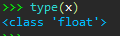 >>> type(x)
<class 'float'>